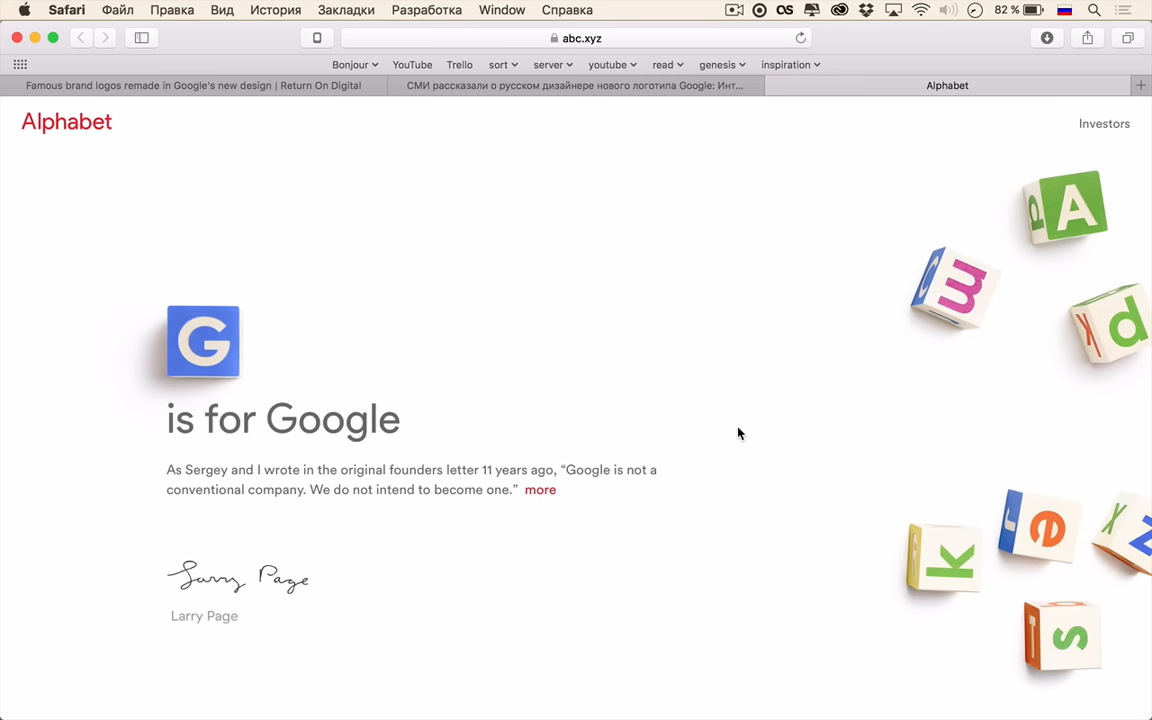 Safari Файл Правка Вид История Закладки Разработка Window Справка 82 %
abc.xyz
Bonjour YouTube Trello sort server youtube read genesis inspiration
Famous brand logos remade in Google's new design | Return On Digital
СМИ рассказали о русском дизайнере нового логотипа Google: Инт...
Alphabet
Alphabet
Investors
A
m
p
G
is for Google
As Sergey and I wrote in the original founders letter 11 years ago, “Google is not a
conventional company. We do not intend to become one.” more
r e x z
k
Larry Page
Larry Page
s